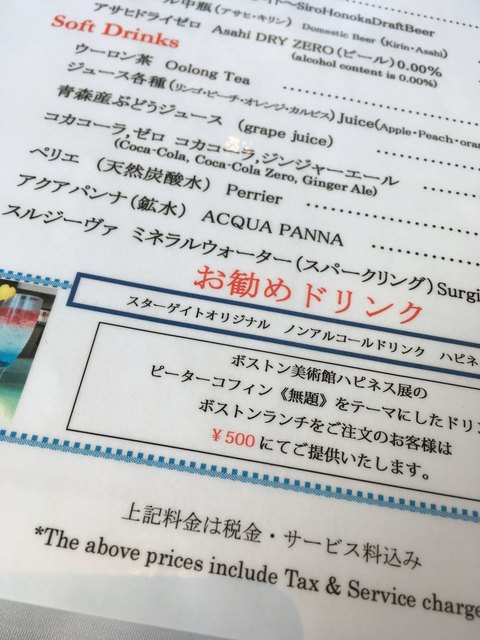 SiroHonokaDraftBeer
ル中瓶（アサヒ・キリン） Domestic Beer (Kirin・Asahi)
アサヒドライゼロ Asahi DRY ZERO（ビール）0.00%
(alcohol content is 0.00%)
Soft Drinks
ウーロン茶 Oolong Tea
ジュース各種（リンゴ・ピーチ・オレンジ・カルピス）Juice(Apple・Peach・oran
青森産ぶどうジュース (grape juice)
コカコーラ,ゼロ コカコーラ,ジンジャーエール
(Coca-Cola, Coca-Cola Zero, Ginger Ale)
ペリエ （天然炭酸水） Perrier
アクアパンナ（鉱水） ACQUA PANNA
スルジーヴァ ミネラルウォーター（スパークリング）Surgi
お勧めドリンク
スターゲイトオリジナル ノンアルコールドリンク ハピネ
ボストン美術館ハピネス展の
ピーターコフィン《無題》をテーマにしたドリン
ボストンランチをご注文のお客様は
￥500にてご提供いたします。
上記料金は税金・サービス料込み
*The above prices include Tax & Service charge